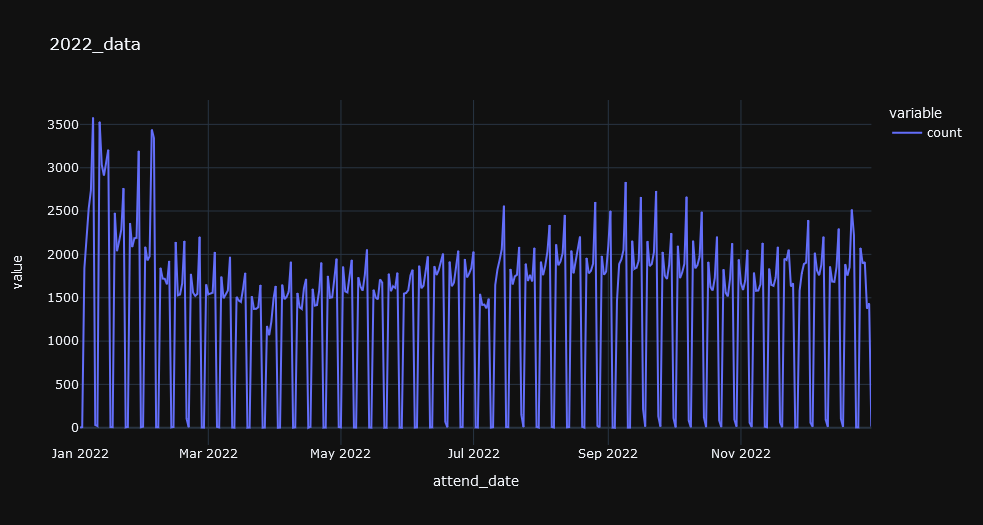 2022_data
variable
count
value
3500
3000
2500
2000
1500
1000
500
0
Jan 2022 Mar 2022 May 2022 Jul 2022 Sep 2022 Nov 2022
attend_date